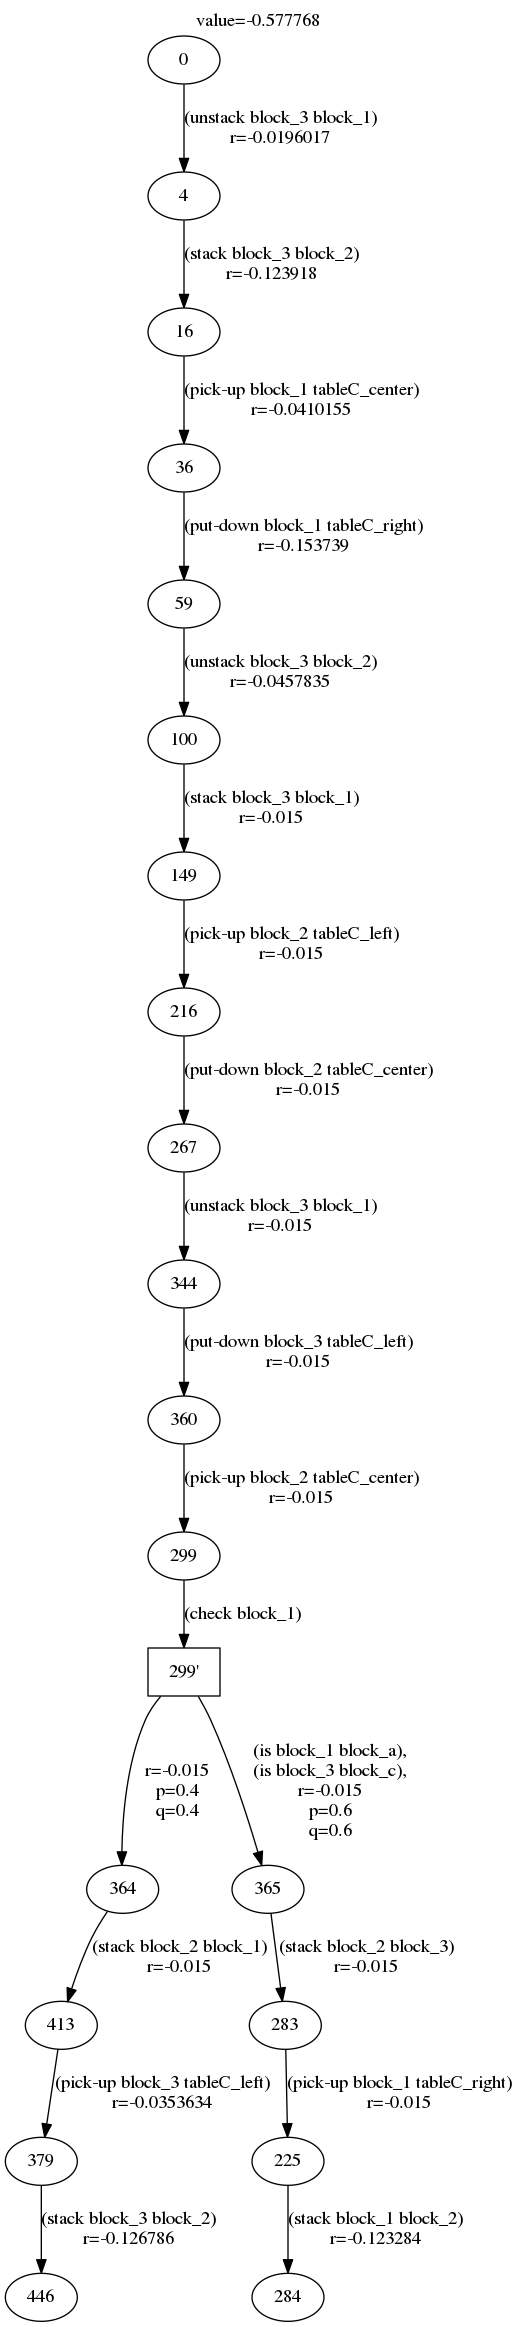 value=-0.577768
0
(unstack block_3 block_1)
r=-0.0196017
4
(stack block_3 block_2)
r=-0.123918
16
(pick-up block_1 tableC_center)
r=-0.0410155
36
(put-down block_1 tableC_right)
r=-0.153739
59
(unstack block_3 block_2)
r=-0.0457835
100
(stack block_3 block_1)
r=-0.015
149
(pick-up block_2 tableC_left)
r=-0.015
216
(put-down block_2 tableC_center)
r=-0.015
267
(unstack block_3 block_1)
r=-0.015
344
(put-down block_3 tableC_left)
r=-0.015
360
(pick-up block_2 tableC_center)
r=-0.015
299
(check block_1)
299'
r=-0.015
p=0.4
q=0.4
(is block_1 block_a),
(is block_3 block_c),
r=-0.015
p=0.6
q=0.6
364
365
(stack block_2 block_1)
r=-0.015
(stack block_2 block_3)
r=-0.015
413
283
(pick-up block_3 tableC_left)
r=-0.0353634
(pick-up block_1 tableC_right)
r=-0.015
379
225
(stack block_3 block_2)
r=-0.126786
(stack block_1 block_2)
r=-0.123284
446
284